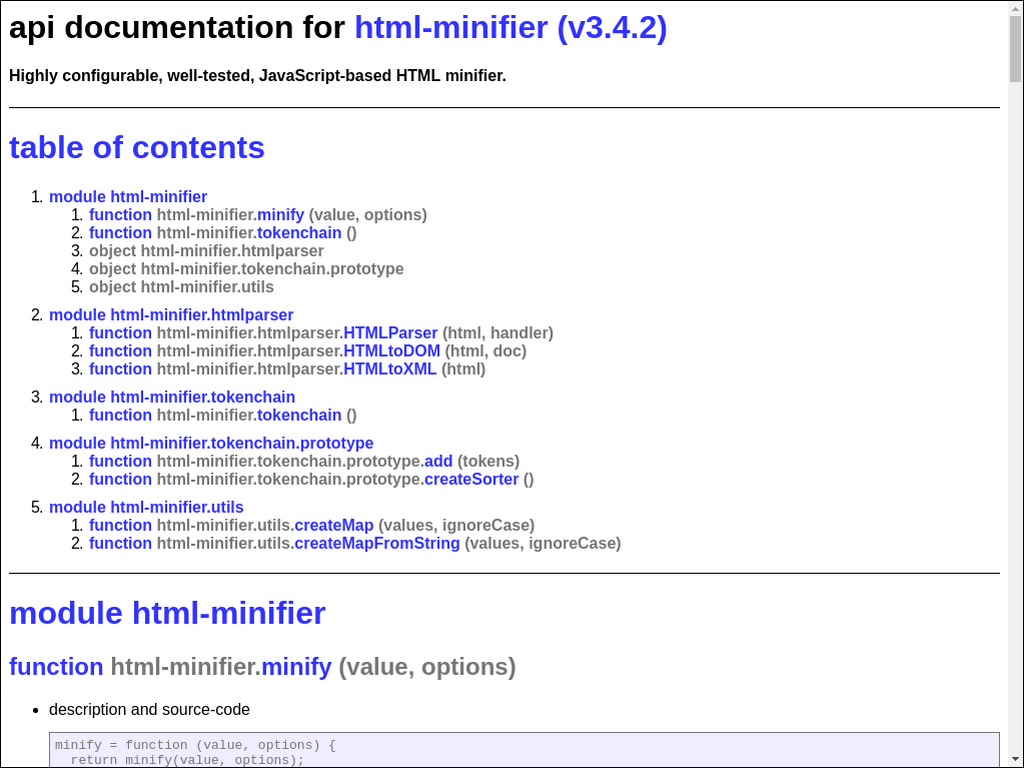 api documentation for html-minifier (v3.4.2)
Highly configurable, well-tested, JavaScript-based HTML minifier.
table of contents
1. module html-minifier
1. function html-minifier.minify (value, options)
2. function html-minifier.tokenchain ()
3. object html-minifier.htmlparser
4. object html-minifier.tokenchain.prototype
5. object html-minifier.utils
2. module html-minifier.htmlparser
1. function html-minifier.htmlparser.HTMLParser (html, handler)
2. function html-minifier.htmlparser.HTMLtoDOM (html, doc)
3. function html-minifier.htmlparser.HTMLtoXML (html)
3. module html-minifier.tokenchain
1. function html-minifier.tokenchain ()
4. module html-minifier.tokenchain.prototype
1. function html-minifier.tokenchain.prototype.add (tokens)
2. function html-minifier.tokenchain.prototype.createSorter ()
5. module html-minifier.utils
1. function html-minifier.utils.createMap (values, ignoreCase)
2. function html-minifier.utils.createMapFromString (values, ignoreCase)
module html-minifier
function html-minifier.minify (value, options)
• description and source-code
minify = function (value, options) {
return minify(value, options);